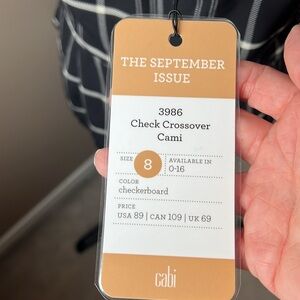 THE SEPTEMBER
ISSUE
3986
Check Crossover
Cami
SIZE 8 AVAILABLE IN
0-16
COLOR
checkerboard
PRICE
USA 89 | CAN 109 | UK 69
cabi